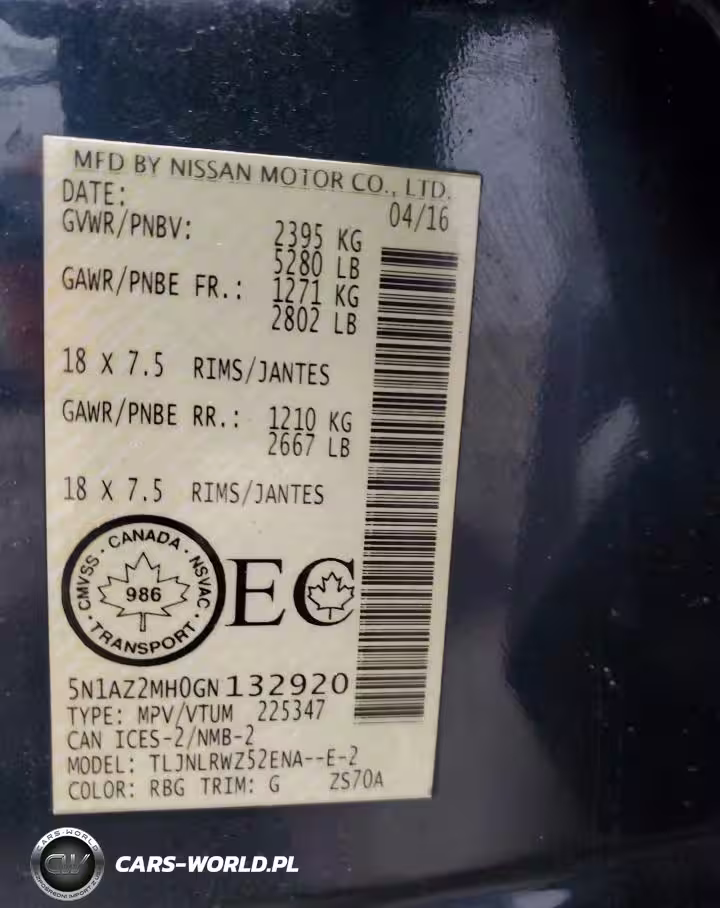 MFD BY NISSAN MOTOR CO., LTD.
DATE: 04/16
GVWR/PNBV: 2395 KG
5280 LB
GAWR/PNBE FR.: 1271 KG
2802 LB
18 X 7.5 RIMS/JANTES
GAWR/PNBE RR.: 1210 KG
2667 LB
18 X 7.5 RIMS/JANTES
CMVSS · CANADA · NSVAC · TRANSPORT ·
986
EC
5N1AZ2MH0GN132920
TYPE: MPV/VTUM 225347
CAN ICES-2/NMB-2
MODEL: TLJNLRWZ52ENA--E-2
COLOR: RBG TRIM: G ZS70A
CARS-WORLD
CW
CARS-WORLD.PL